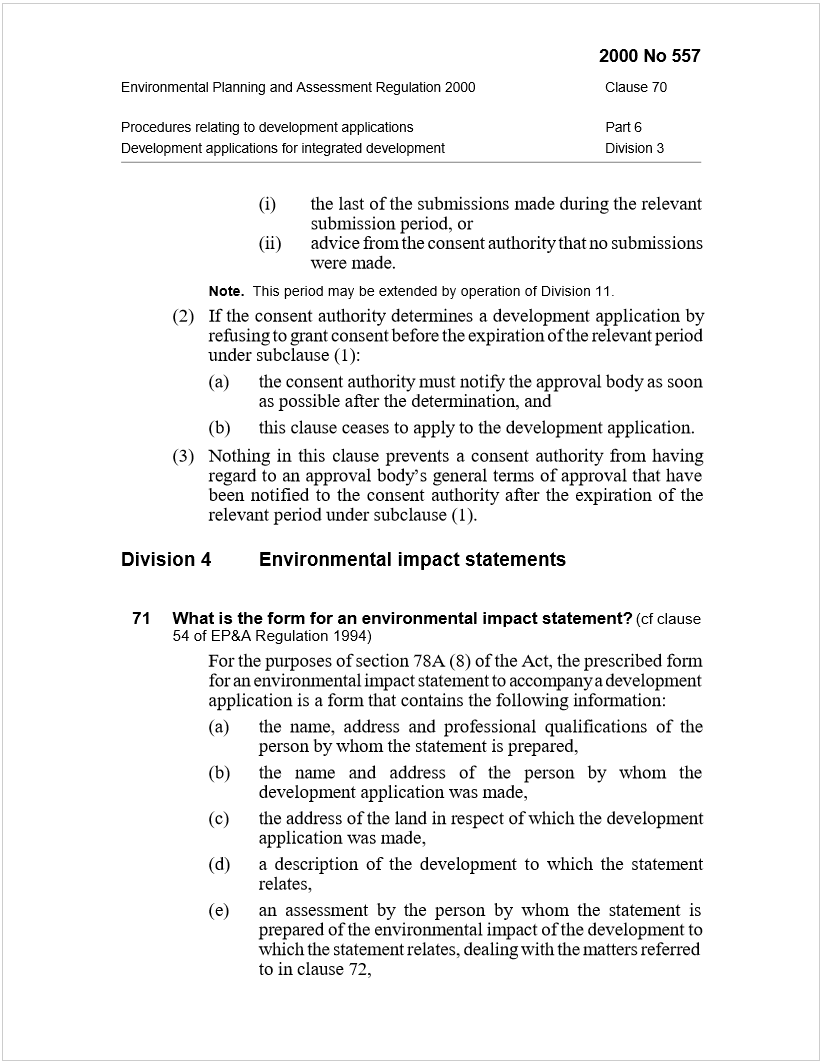 2000 No 557
Environmental Planning and Assessment Regulation 2000 Clause 70
Procedures relating to development applications Part 6
Development applications for integrated development Division 3
(i) the last of the submissions made during the relevant
submission period, or
(ii) advice from the consent authority that no submissions
were made.
Note. This period may be extended by operation of Division 11.
(2) If the consent authority determines a development application by
refusing to grant consent before the expiration of the relevant period
under subclause (1):
(a) the consent authority must notify the approval body as soon
as possible after the determination, and
(b) this clause ceases to apply to the development application.
(3) Nothing in this clause prevents a consent authority from having
regard to an approval body’s general terms of approval that have
been notified to the consent authority after the expiration of the
relevant period under subclause (1).
Division 4 Environmental impact statements
71 What is the form for an environmental impact statement? (cf clause
54 of EP&A Regulation 1994)
For the purposes of section 78A (8) of the Act, the prescribed form
for an environmental impact statement to accompany a development
application is a form that contains the following information:
(a) the name, address and professional qualifications of the
person by whom the statement is prepared,
(b) the name and address of the person by whom the
development application was made,
(c) the address of the land in respect of which the development
application was made,
(d) a description of the development to which the statement
relates,
(e) an assessment by the person by whom the statement is
prepared of the environmental impact of the development to
which the statement relates, dealing with the matters referred
to in clause 72,